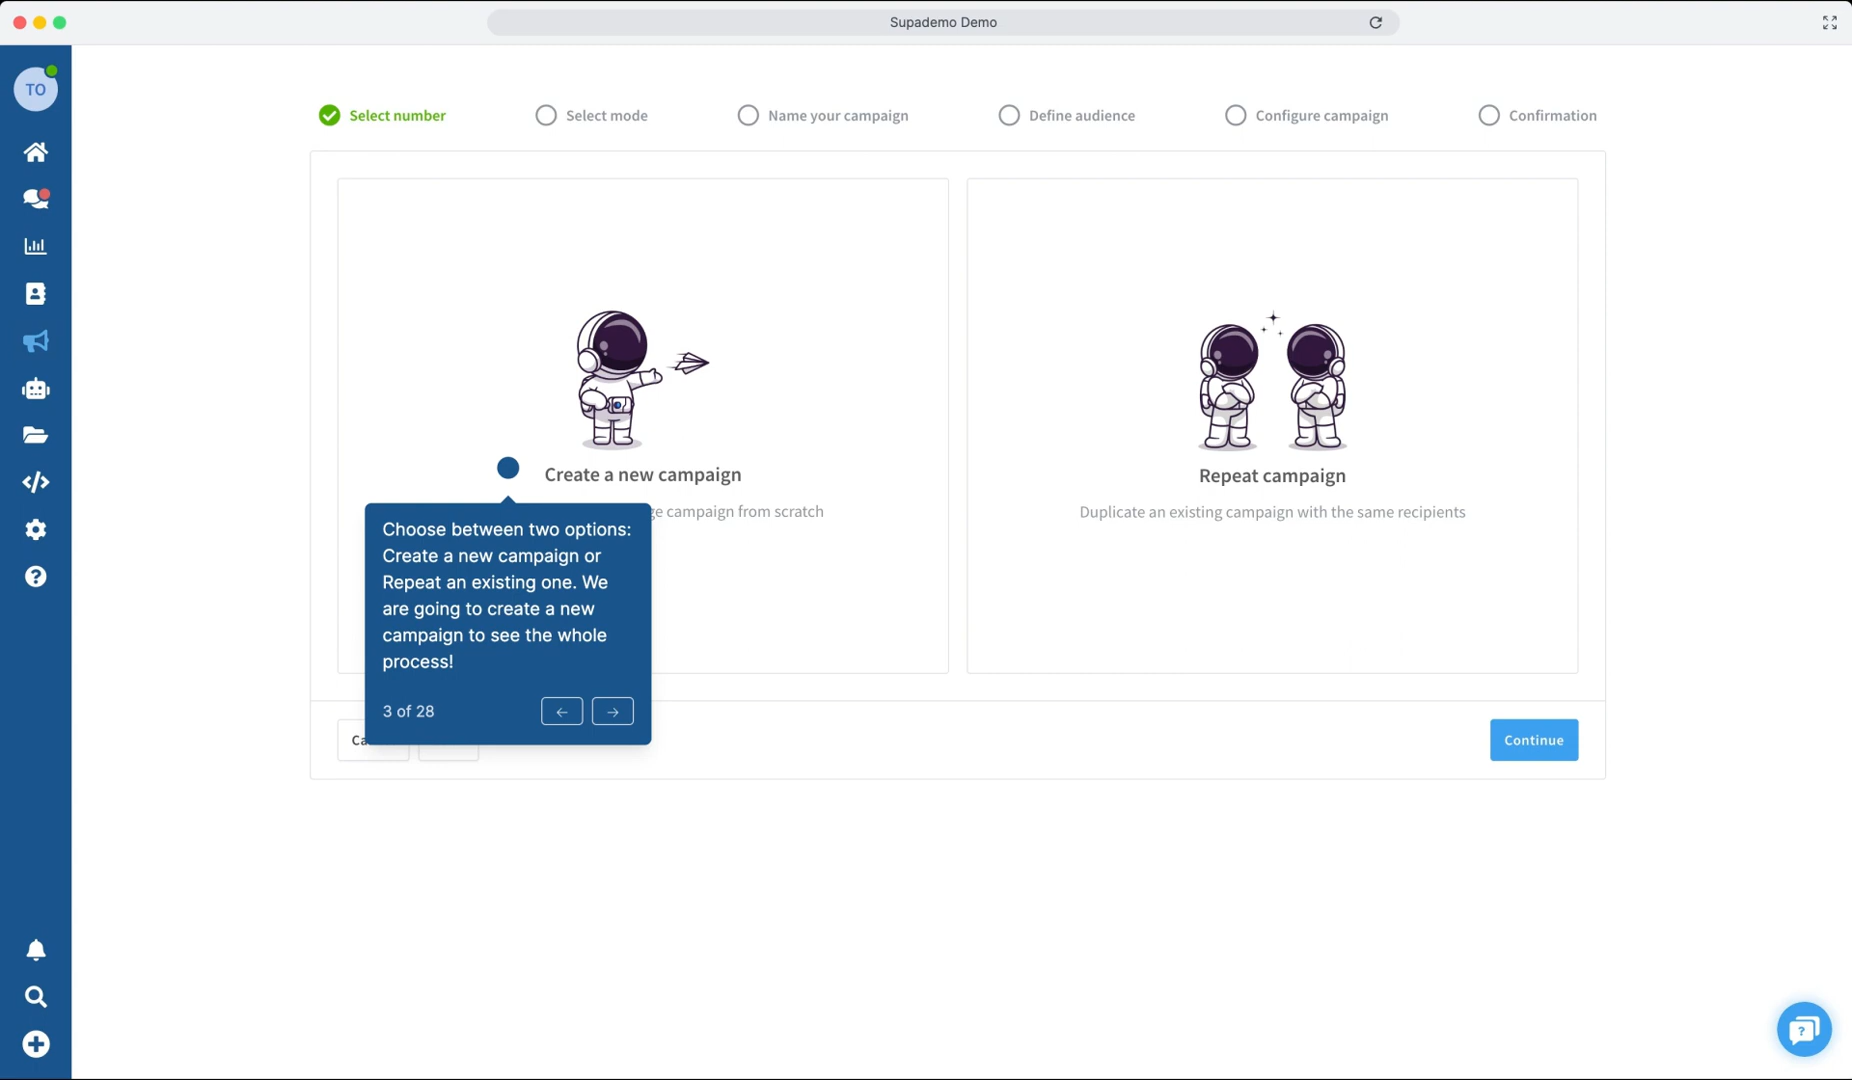 Supademo Demo
TO
Select number
Select mode
Name your campaign
Define audience
Configure campaign
Confirmation
Create a new campaign
campaign from scratch
Repeat campaign
Duplicate an existing campaign with the same recipients
Choose between two options:
Create a new campaign or
Repeat an existing one. We
are going to create a new
campaign to see the whole
process!
3 of 28
Continue